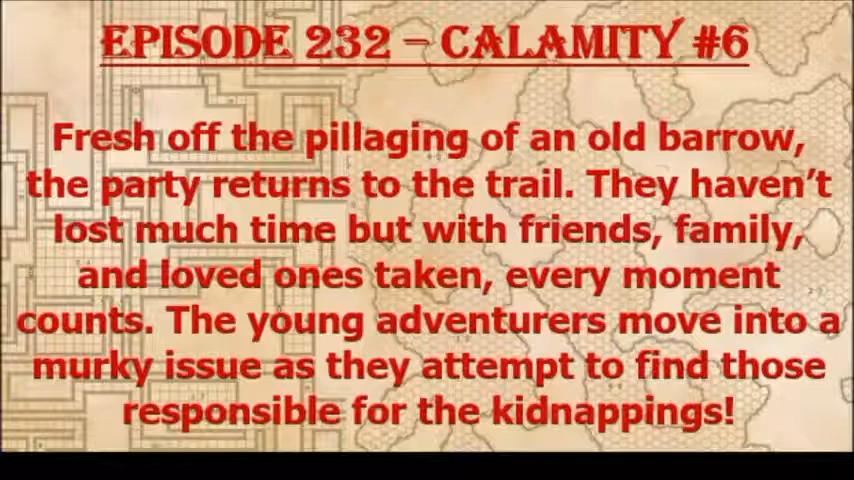 EPISODE 232 – CALAMITY #6
Fresh off the pillaging of an old barrow,
the party returns to the trail. They haven’t
lost much time but with friends, family,
and loved ones taken, every moment
counts. The young adventurers move into a
murky issue as they attempt to find those
responsible for the kidnappings!